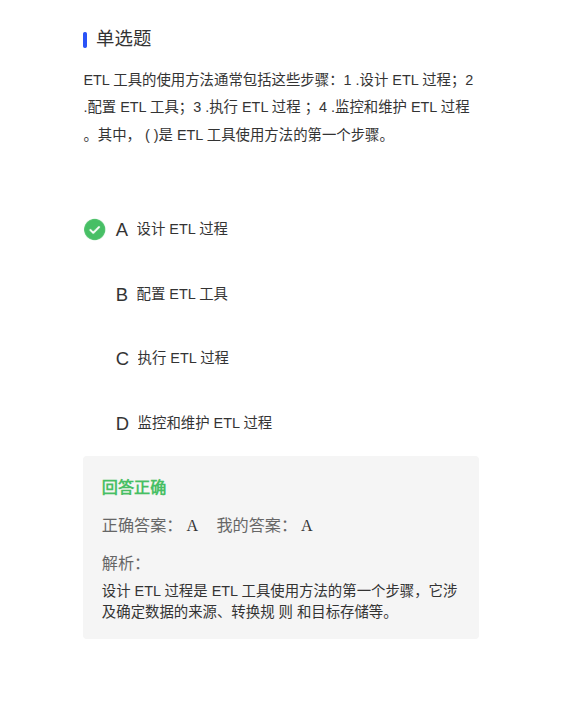 单选题
ETL 工具的使用方法通常包括这些步骤：1 .设计 ETL 过程；2
.配置 ETL 工具；3 .执行 ETL 过程 ；4 .监控和维护 ETL 过程
。其中， ( )是 ETL 工具使用方法的第一个步骤。
A 设计 ETL 过程
B 配置 ETL 工具
C 执行 ETL 过程
D 监控和维护 ETL 过程
回答正确
正确答案： A 我的答案： A
解析：
设计 ETL 过程是 ETL 工具使用方法的第一个步骤，它涉
及确定数据的来源、转换规 则 和目标存储等。